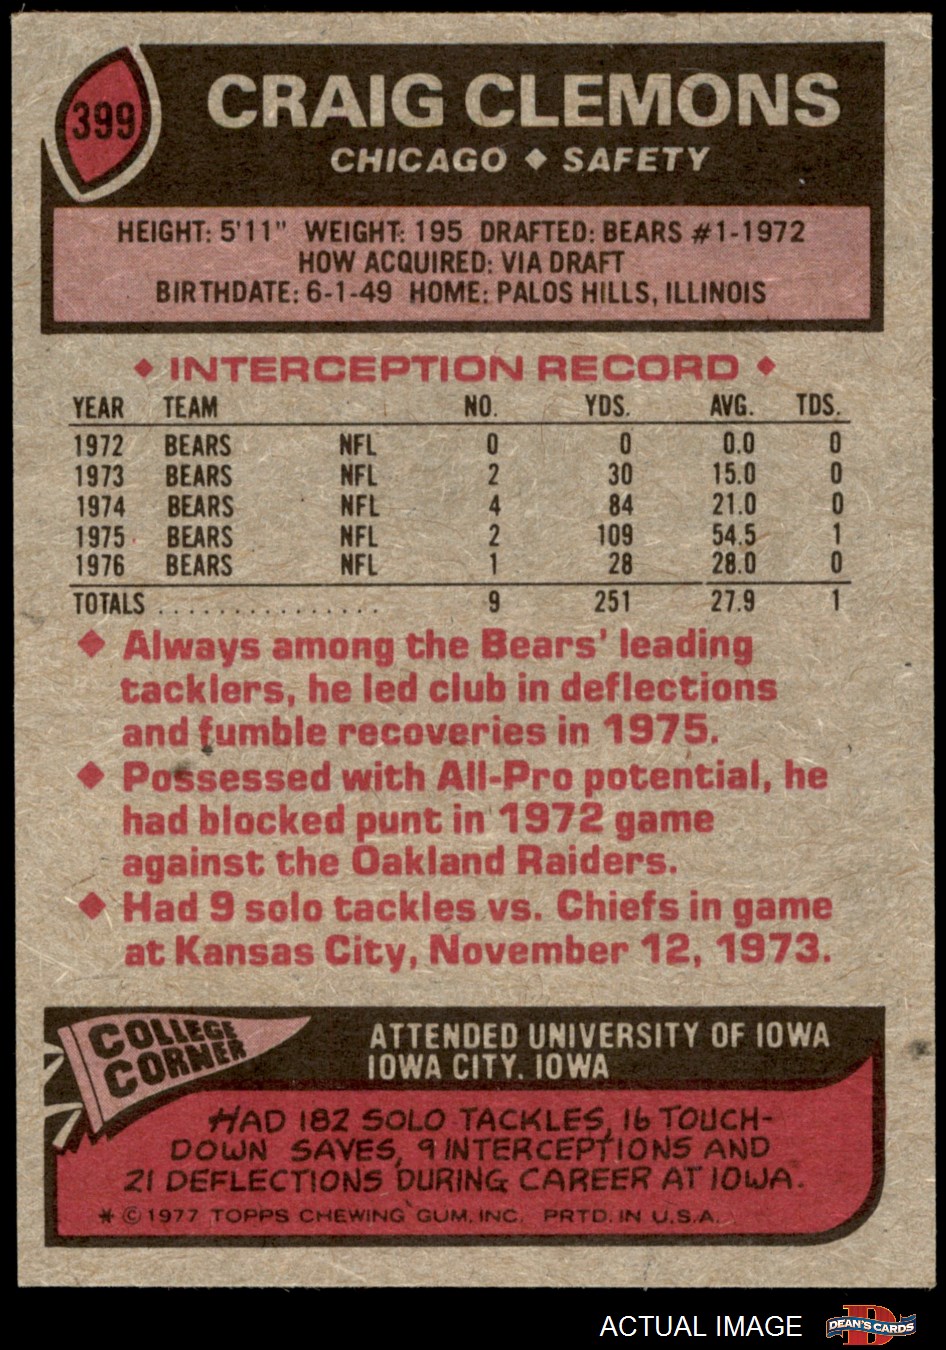 399
CRAIG CLEMONS
CHICAGO ◆ SAFETY
HEIGHT: 5'11" WEIGHT: 195 DRAFTED: BEARS #1-1972
HOW ACQUIRED: VIA DRAFT
BIRTHDATE: 6-1-49 HOME: PALOS HILLS, ILLINOIS
◆ INTERCEPTION RECORD ◆
YEAR TEAM NO. YDS. AVG. TDS.
1972 BEARS NFL 0 0 0.0 0
1973 BEARS NFL 2 30 15.0 0
1974 BEARS NFL 4 84 21.0 0
1975 BEARS NFL 2 109 54.5 1
1976 BEARS NFL 1 28 28.0 0
TOTALS ................ 9 251 27.9 1
◆ Always among the Bears' leading
tacklers, he led club in deflections
and fumble recoveries in 1975.
◆ Possessed with All-Pro potential, he
had blocked punt in 1972 game
against the Oakland Raiders.
◆ Had 9 solo tackles vs. Chiefs in game
at Kansas City, November 12, 1973.
COLLEGE
CORNER
ATTENDED UNIVERSITY OF IOWA
IOWA CITY, IOWA
HAD 182 SOLO TACKLES, 16 TOUCH-
DOWN SAVES, 9 INTERCEPTIONS AND
21 DEFLECTIONS DURING CAREER AT IOWA.
* © 1977 TOPPS CHEWING GUM, INC. PRTD. IN U.S.A.
ACTUAL IMAGE
DEAN'S CARDS